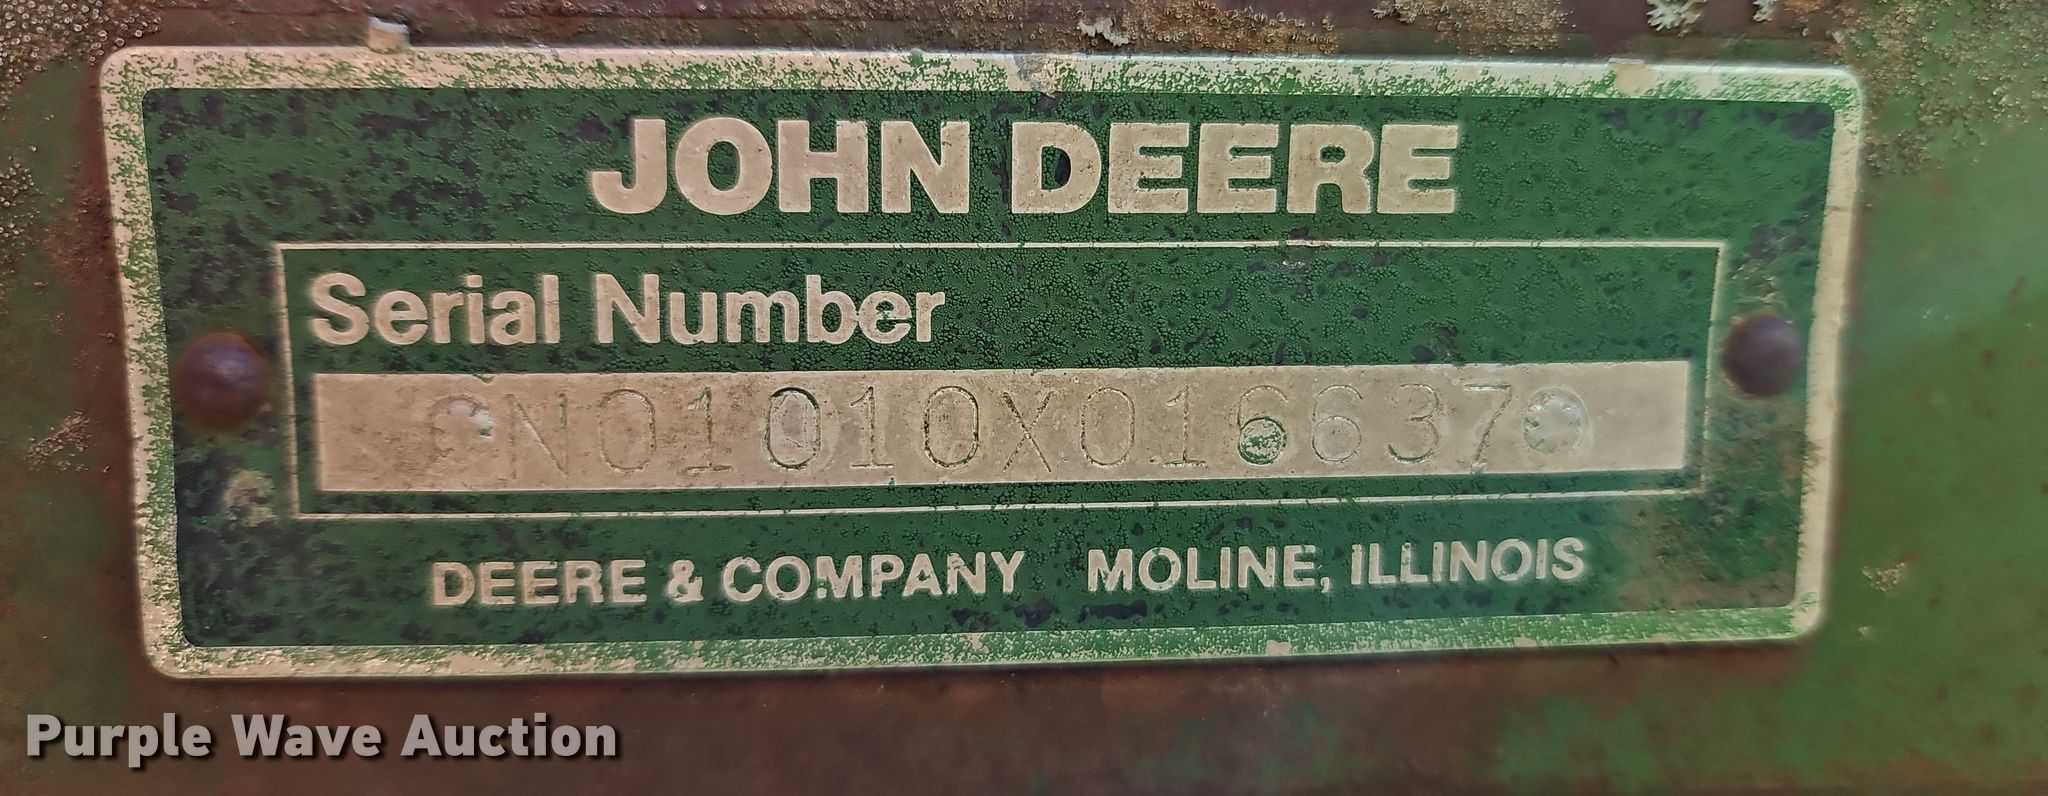 JOHN DEERE
Serial Number
N01010X016637
DEERE & COMPANY MOLINE, ILLINOIS
Purple Wave Auction